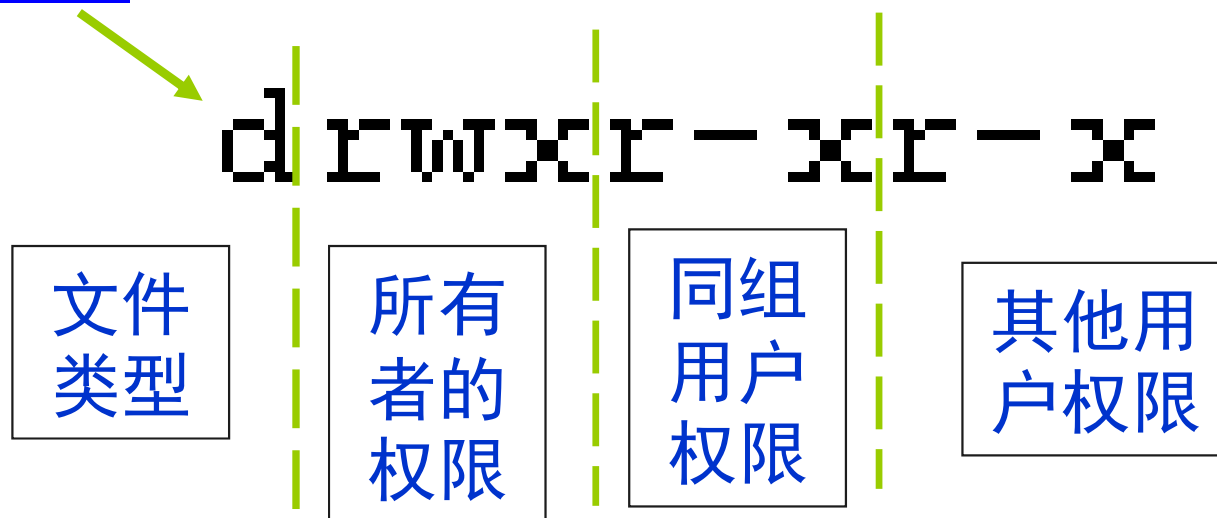 drwxr-xr-x
文件
类型
所有
者的
权限
同组
用户
权限
其他用
户权限